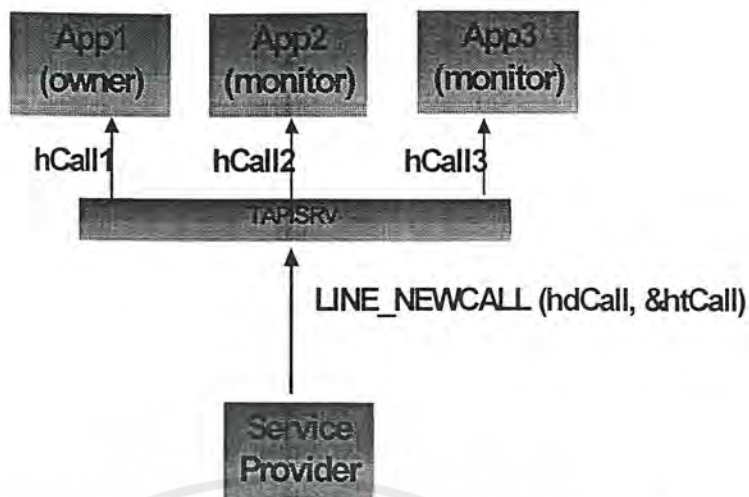 App1
(owner)
App2
(monitor)
App3
(monitor)
hCall1
hCall2
hCall3
TAPISRV
LINE_NEWCALL (hdCall, &htCall)
Service
Provider